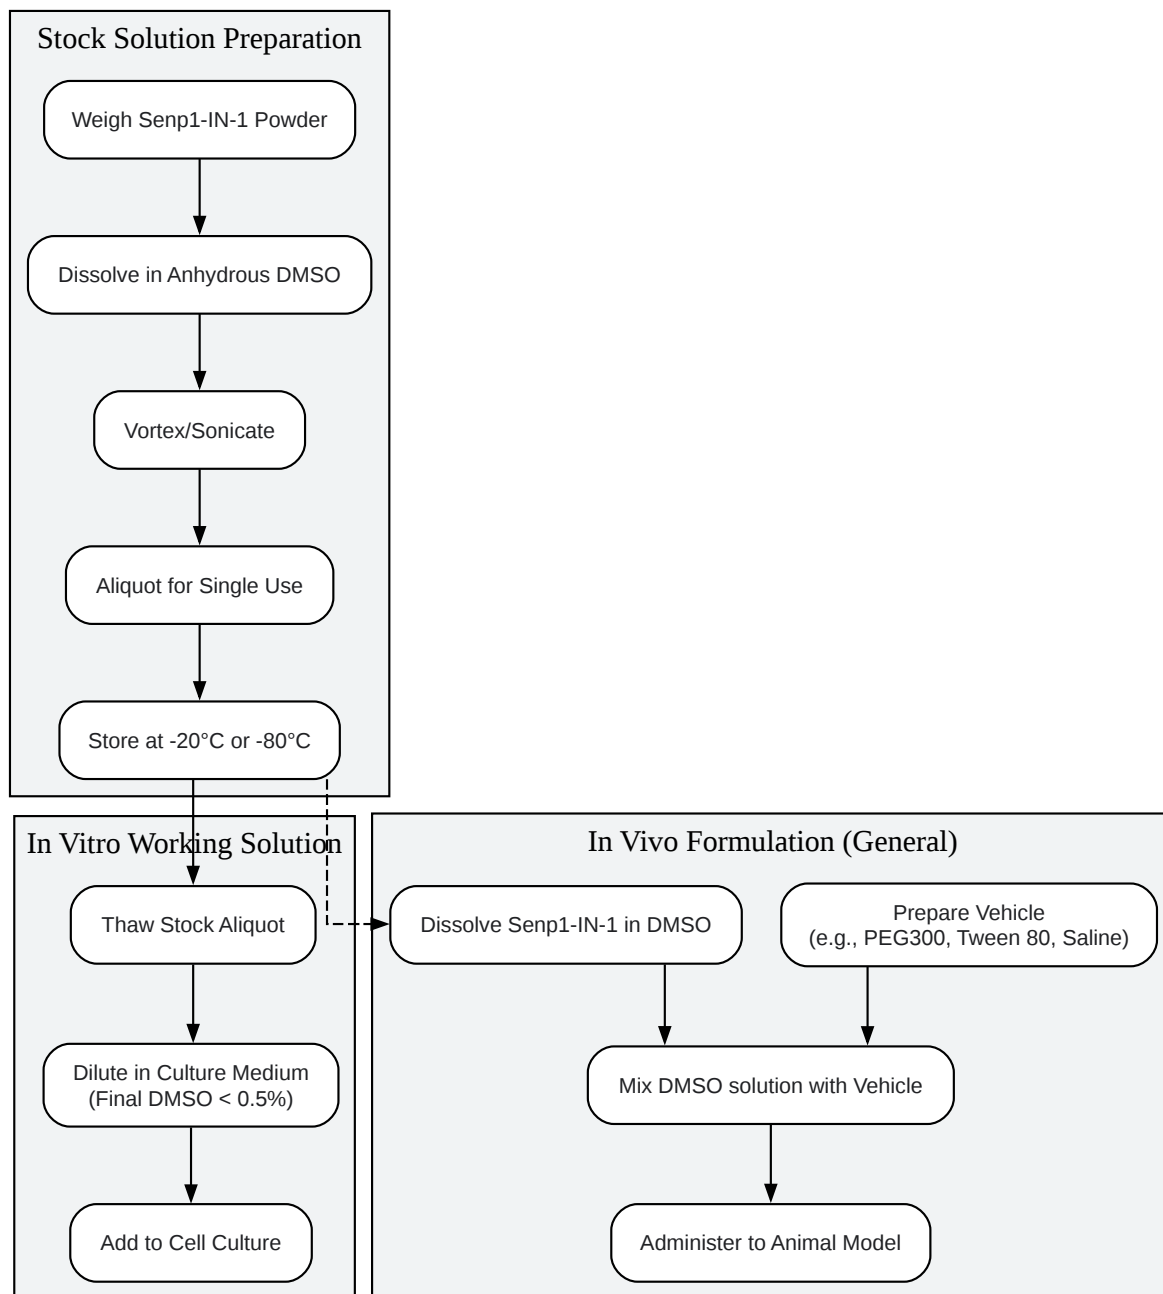 Stock Solution Preparation
Weigh Senp1-IN-1 Powder
Dissolve in Anhydrous DMSO
Vortex/Sonicate
Aliquot for Single Use
Store at -20°C or -80°C
In Vitro Working Solution
Thaw Stock Aliquot
Dilute in Culture Medium
(Final DMSO < 0.5%)
Add to Cell Culture
In Vivo Formulation (General)
Dissolve Senp1-IN-1 in DMSO
Prepare Vehicle
(e.g., PEG300, Tween 80, Saline)
Mix DMSO solution with Vehicle
Administer to Animal Model